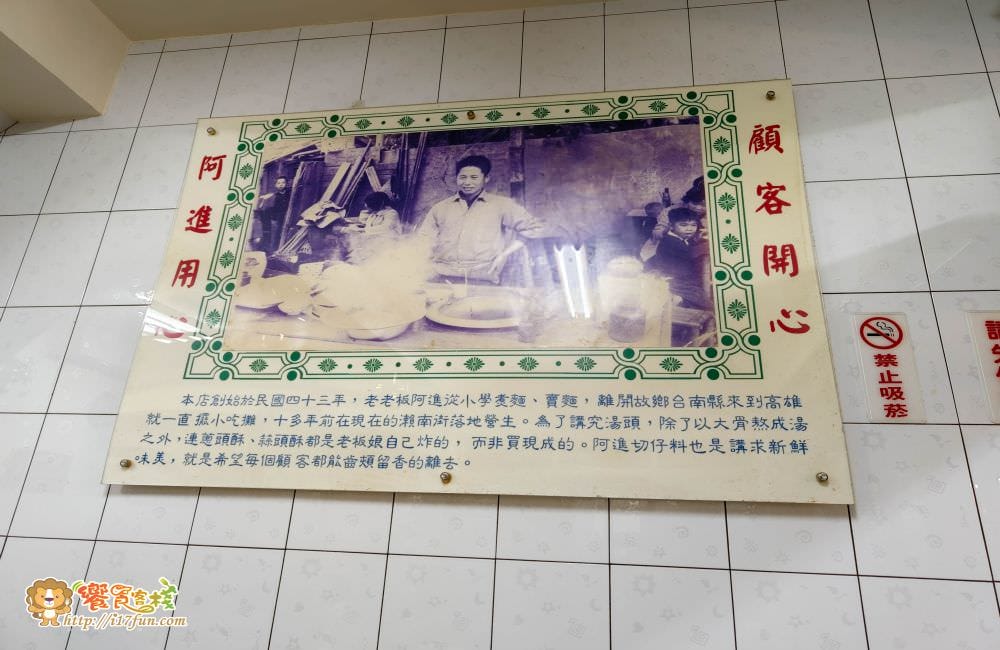 阿進用心
顧客開心
本店創始於民國四十三年，老老板阿進從小學煮麵、賣麵，離開故鄉台南縣來到高雄
就一直擺小吃攤，十多年前在現在的瀨南街落地營生。為了講究湯頭，除了以大骨熬成湯
之外，連蔥頭酥、蒜頭酥都是老板娘自己炸的，而非買現成的。阿進切仔料也是講求新鮮
味美，就是希望每個顧客都能齒頰留香的離去。
禁止吸菸
饗食客棧
http://i17fun.com